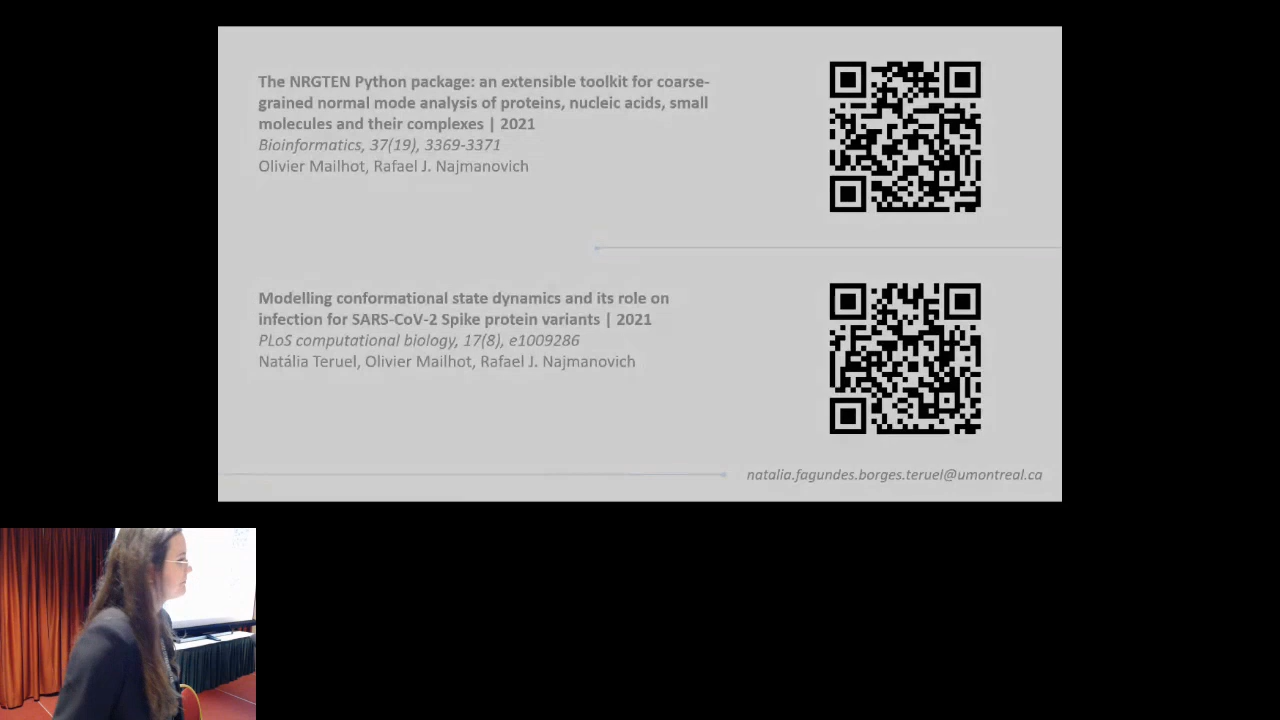 The NRGTEN Python package: an extensible toolkit for coarse-
grained normal mode analysis of proteins, nucleic acids, small
molecules and their complexes | 2021
Bioinformatics, 37(19), 3369-3371
Olivier Mailhot, Rafael J. Najmanovich
Modelling conformational state dynamics and its role on
infection for SARS-CoV-2 Spike protein variants | 2021
PLoS computational biology, 17(8), e1009286
Natália Teruel, Olivier Mailhot, Rafael J. Najmanovich
natalia.fagundes.borges.teruel@umontreal.ca